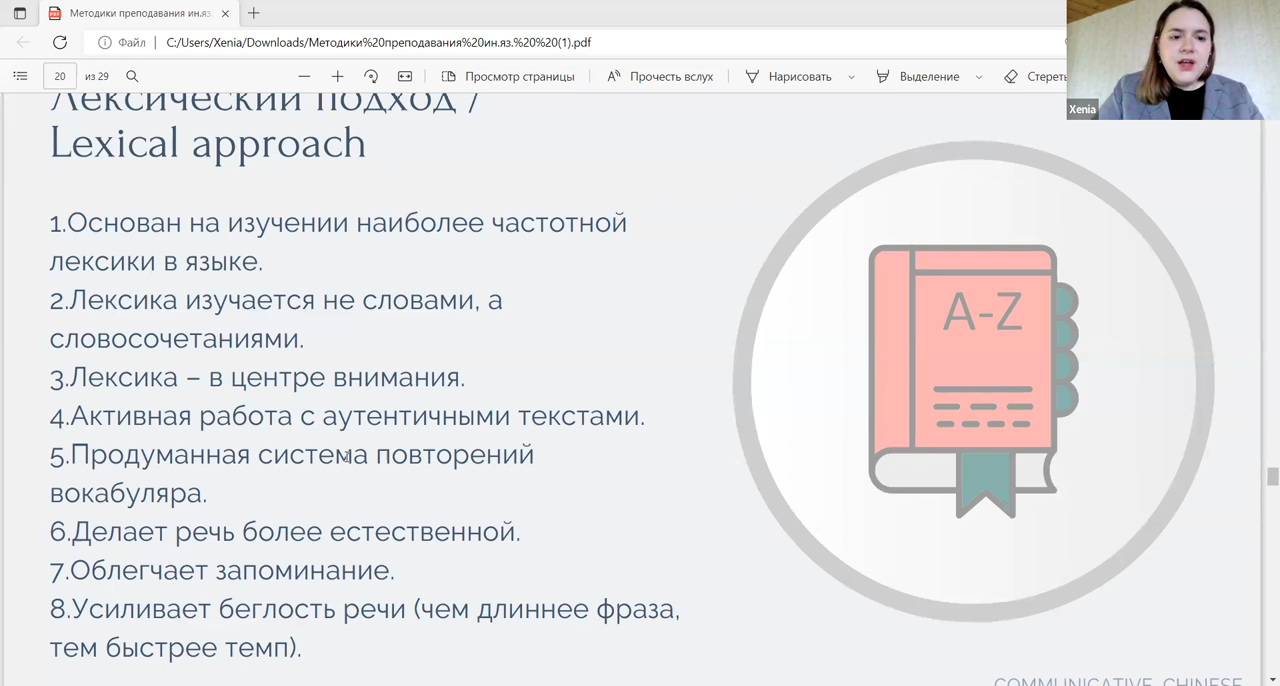 Методики преподавания ин.яз.
Файл
C:/Users/Xenia/Downloads/Методики%20преподавания%20ин.яз.%20%20(1).pdf
20 из 29
Просмотр страницы
Прочесть вслух
Нарисовать
Выделение
Стереть
Xenia
Лексический подход /
Lexical approach
1.Основан на изучении наиболее частотной
лексики в языке.
2.Лексика изучается не словами, а
словосочетаниями.
3.Лексика – в центре внимания.
4.Активная работа с аутентичными текстами.
5.Продуманная система повторений
вокабуляра.
6.Делает речь более естественной.
7.Облегчает запоминание.
8.Усиливает беглость речи (чем длиннее фраза,
тем быстрее темп).
A-Z
COMMUNICATIVE_CHINESE